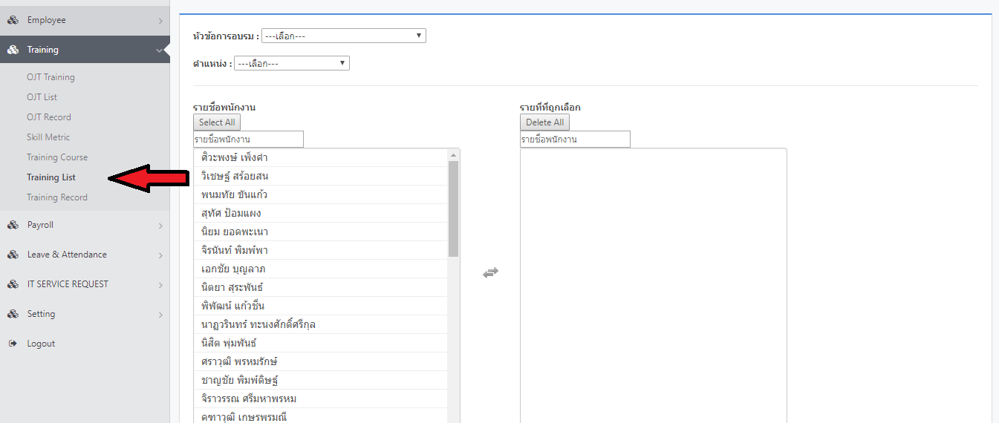 Employee
Training
OJT Training
OJT List
OJT Record
Skill Metric
Training Course
Training List
Training Record
Payroll
Leave & Attendance
IT SERVICE REQUEST
Setting
Logout
หัวข้อการอบรม : ---เลือก---
ตำแหน่ง : ---เลือก---
รายชื่อพนักงาน
Select All
รายชื่อพนักงาน
ศิวะพงษ์ เพ็งศำ
วิเชษฐ์ สร้อยสน
พนมทัย ขันแก้ว
สุทัศ ป้อมแผง
นิยม ยอดพะเนา
จิรนันท์ พิมพ์พา
เอกชัย บุญลาภ
นิตยา สุระพันธ์
พิพัฒน์ แก้วชื่น
นาฏวรินทร์ ทะนงศักดิ์ศรีกุล
นิสิต พุ่มพันธ์
ศราวุฒิ พรหมรักษ์
ชาญชัย พิมพ์ดิษฐ์
จิราวรรณ ศรีมหาพรหม
คฑาวุฒิ เกษรพรมณี
รายที่ที่ถูกเลือก
Delete All
รายชื่อพนักงาน